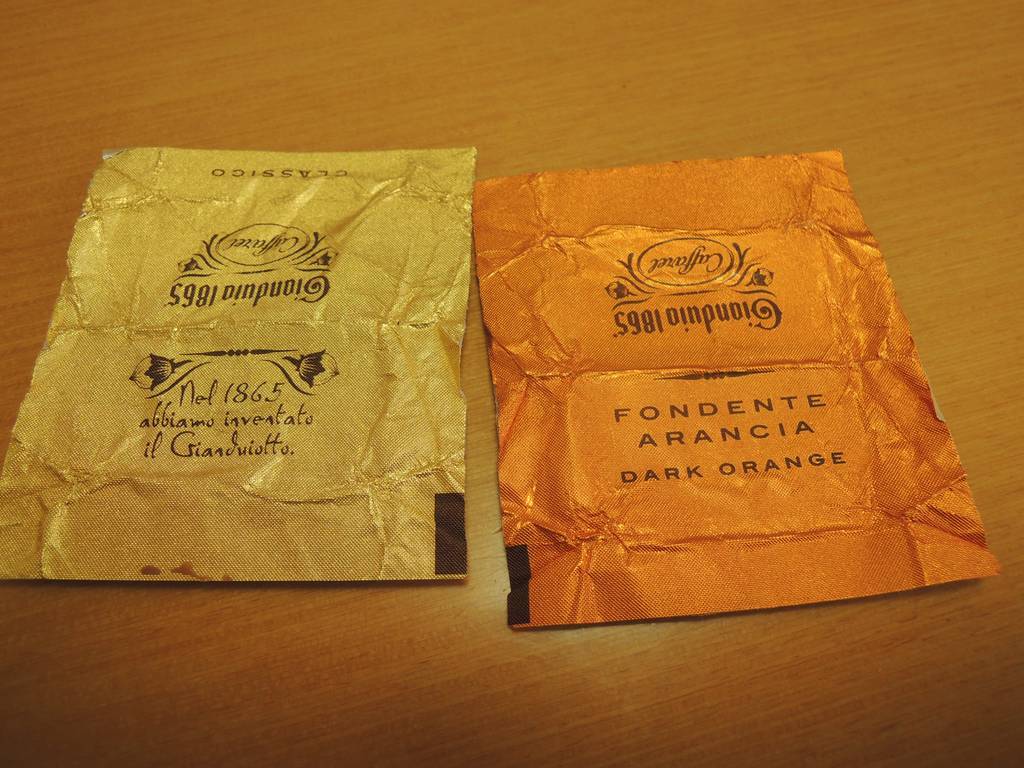 CLASSICO
Caffarel
Gianduia 1865
Nel 1865
abbiamo inventato
il Gianduiotto.
Caffarel
Gianduia 1865
FONDENTE
ARANCIA
DARK ORANGE